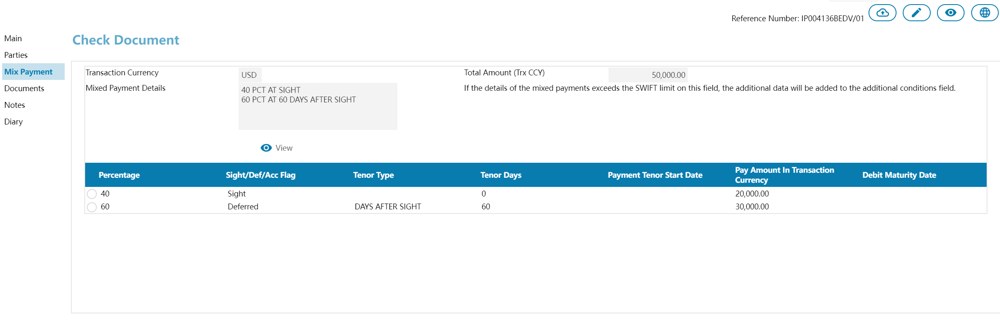 Reference Number: IP004136BEDV/01
Main
Parties
Mix Payment
Documents
Notes
Diary
Check Document
Transaction Currency
USD
Total Amount (Trx CCY)
50,000.00
Mixed Payment Details
40 PCT AT SIGHT
60 PCT AT 60 DAYS AFTER SIGHT
If the details of the mixed payments exceeds the SWIFT limit on this field, the additional data will be added to the additional conditions field.
View
Percentage
Sight/Def/Acc Flag
Tenor Type
Tenor Days
Payment Tenor Start Date
Pay Amount In Transaction
Currency
Debit Maturity Date
40
Sight
0
20,000.00
60
Deferred
DAYS AFTER SIGHT
60
30,000.00